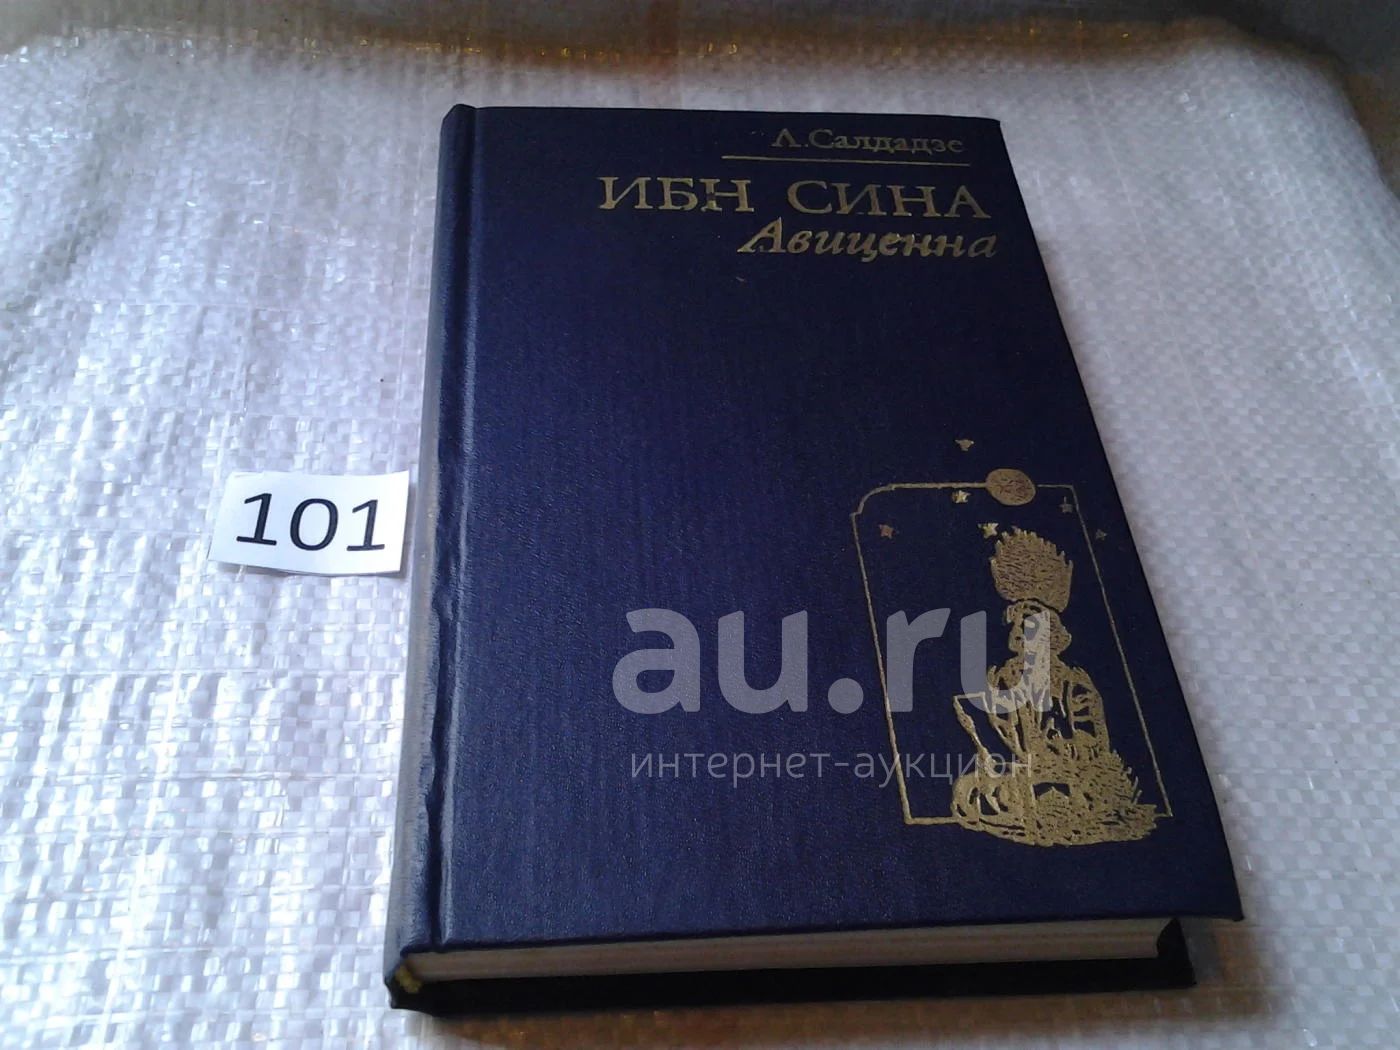 Л.Салдадзе
ИБН СИНА
Авиценна
101
au.ru
интернет-аукцион